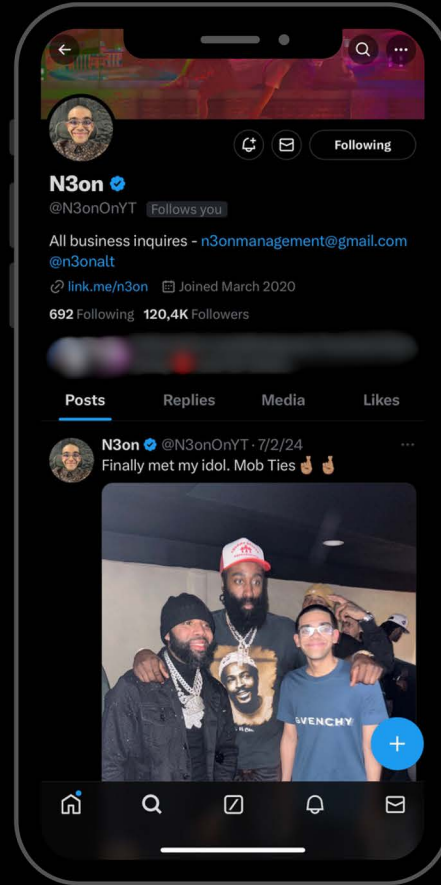 N3on
@N3onOnYT Follows you
Following
All business inquires - n3onmanagement@gmail.com
@n3onalt
link.me/n3on Joined March 2020
692 Following 120,4K Followers
Posts Replies Media Likes
N3on @N3onOnYT · 7/2/24
Finally met my idol. Mob Ties 🤞🏽 🤞🏽
GIVENCHY